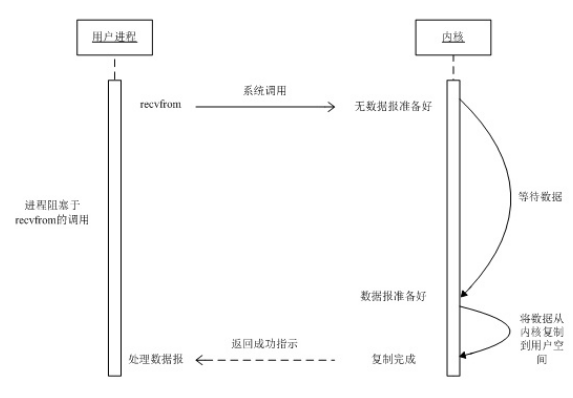 用户进程
内核
系统调用
recvfrom
无数据报准备好
等待数据
进程阻塞于
recvfrom的调用
数据报准备好
将数据从
内核复制
到用户空
间
返回成功指示
处理数据报
复制完成